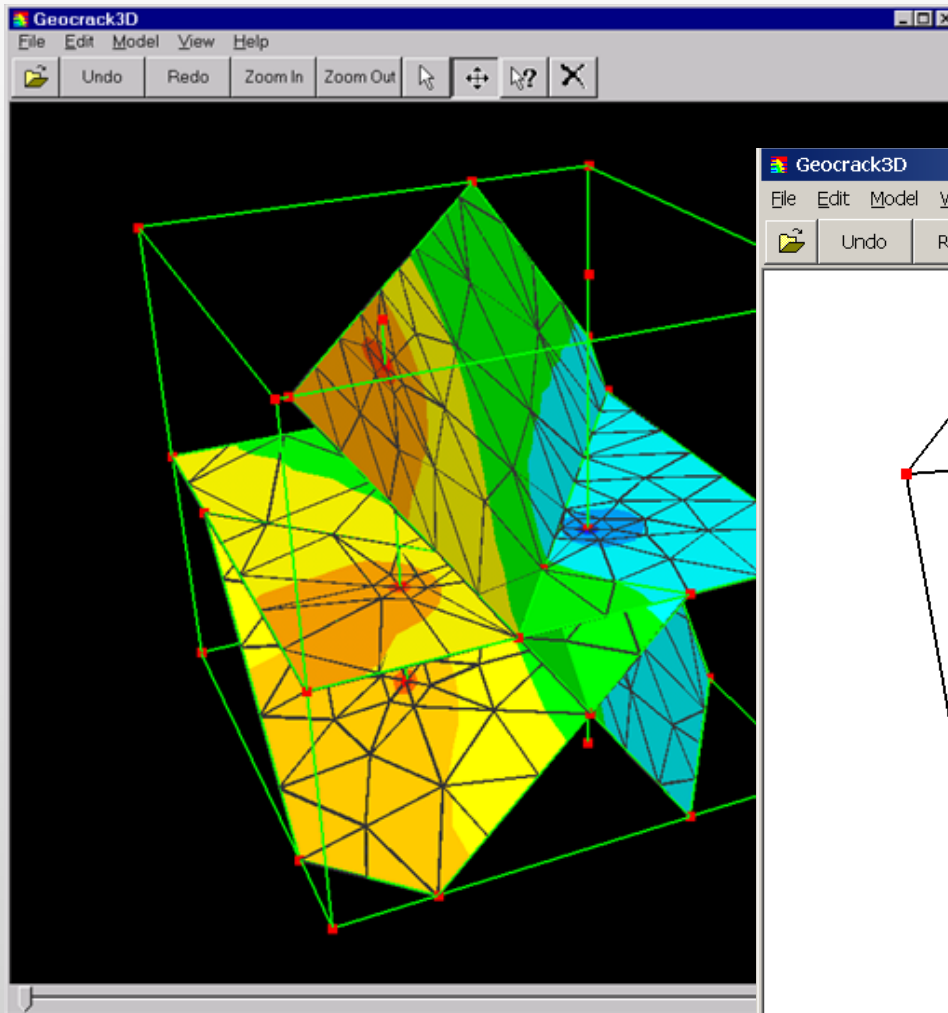 Geocrack3D
File Edit Model View Help
Undo Redo Zoom In Zoom Out ?
Geocrack3D
File Edit Model
Undo